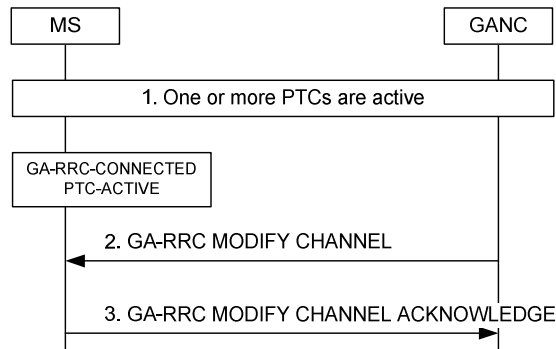 MS
GANC
1. One or more PTCs are active
GA-RRC-CONNECTED
PTC-ACTIVE
2. GA-RRC MODIFY CHANNEL
3. GA-RRC MODIFY CHANNEL ACKNOWLEDGE